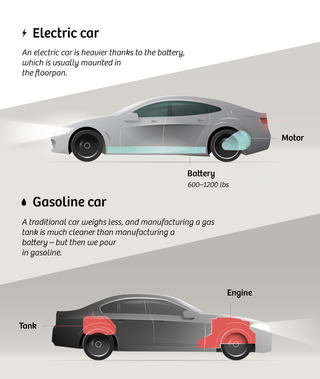 Electric car
An electric car is heavier thanks to the battery,
which is usually mounted in
the floorpan.
Motor
Battery
600–1200 lbs
Gasoline car
A traditional car weighs less, and manufacturing a gas
tank is much cleaner than manufacturing a
battery – but then we pour
in gasoline.
Engine
Tank